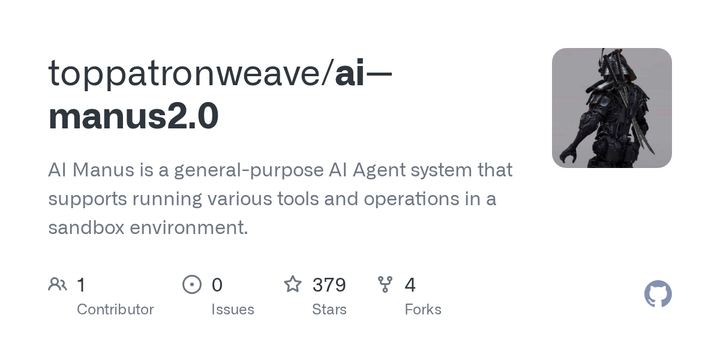 toppatronweave/ai—
manus2.0
AI Manus is a general-purpose AI Agent system that
supports running various tools and operations in a
sandbox environment.
1
Contributor
0
Issues
379
Stars
4
Forks